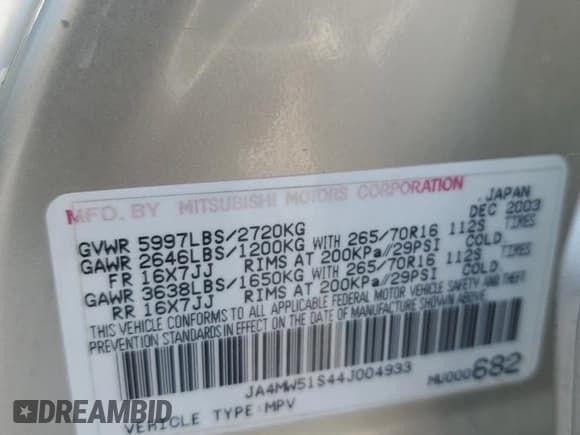 MFD. BY MITSUBISHI MOTORS CORPORATION
JAPAN
DEC 2003
GVWR 5997LBS/2720KG
GAWR 2646LBS/1200KG WITH 265/70R16 112S TIRES
FR 16X7JJ RIMS AT 200KPa//29PSI COLD
GAWR 3638LBS/1650KG WITH 265/70R16 112S TIRES
RR 16X7JJ RIMS AT 200KPa//29PSI COLD
THIS VEHICLE CONFORMS TO ALL APPLICABLE FEDERAL MOTOR VEHICLE SAFETY AND THEFT
PREVENTION STANDARDS IN EFFECT ON THE DATE OF MANUFACTURE SHOWN ABOVE.
JA4MW51S44J004933
MW000682
VEHICLE TYPE:MPV
DREAMBID